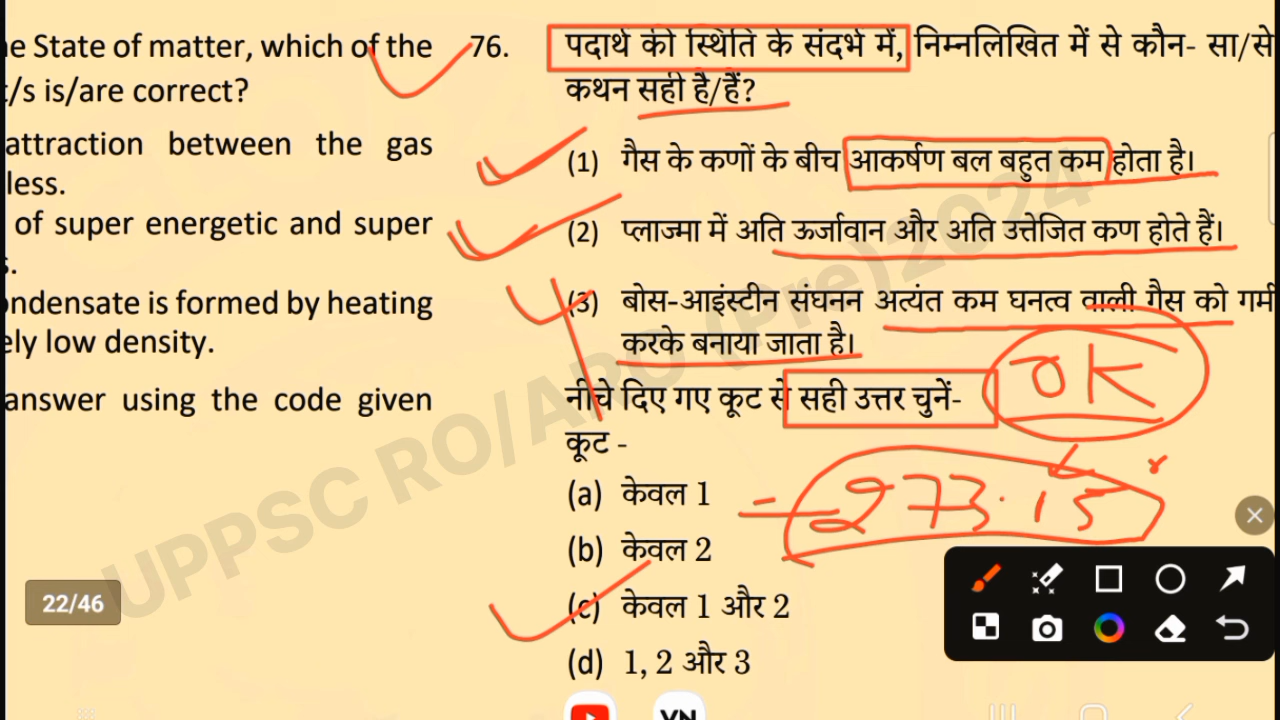 he State of matter, which of the
t/s is/are correct?
attraction between the gas
less.
of super energetic and super
s.
ondensate is formed by heating
ely low density.
answer using the code given
76. पदार्थ की स्थिति के संदर्भ में, निम्नलिखित में से कौन- सा/से
कथन सही है/हैं?
(1) गैस के कणों के बीच आकर्षण बल बहुत कम होता है।
(2) प्लाज्मा में अति ऊर्जावान और अति उत्तेजित कण होते हैं।
(3) बोस-आइंस्टीन संघनन अत्यंत कम घनत्व वाली गैस को गर्म
करके बनाया जाता है।
नीचे दिए गए कूट से सही उत्तर चुनें-
कूट -
(a) केवल 1
(b) केवल 2
(c) केवल 1 और 2
(d) 1, 2 और 3
OK
- 273.15
UPPSC RO/ARO (Pre) 2024
22/46
VN